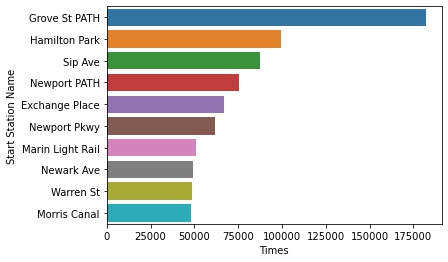 Grove St PATH
Hamilton Park
Sip Ave
Newport PATH
Exchange Place
Newport Pkwy
Marin Light Rail
Newark Ave
Warren St
Morris Canal
Start Station Name
0 25000 50000 75000 100000 125000 150000 175000
Times